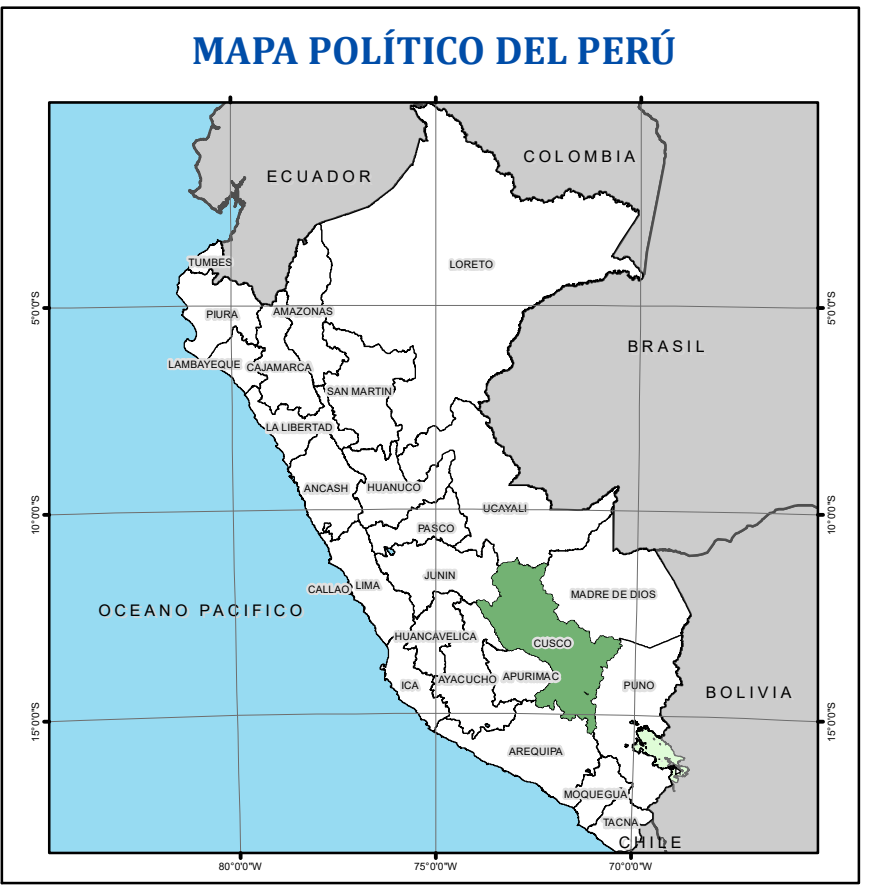 MAPA POLÍTICO DEL PERÚ
ECUADOR
COLOMBIA
TUMBES
LORETO
PIURA
AMAZONAS
5°0'0"S
5°0'0"S
BRASIL
LAMBAYEQUE
CAJAMARCA
SAN MARTIN
LA LIBERTAD
ANCASH
HUANUCO
UCAYALI
10°0'0"S
10°0'0"S
PASCO
JUNIN
CALLAO
LIMA
MADRE DE DIOS
OCEANO PACIFICO
HUANCAVELICA
CUSCO
ICA
AYACUCHO
APURIMAC
PUNO
BOLIVIA
15°0'0"S
15°0'0"S
AREQUIPA
MOQUEGUA
TACNA
CHILE
80°0'0"W
75°0'0"W
70°0'0"W